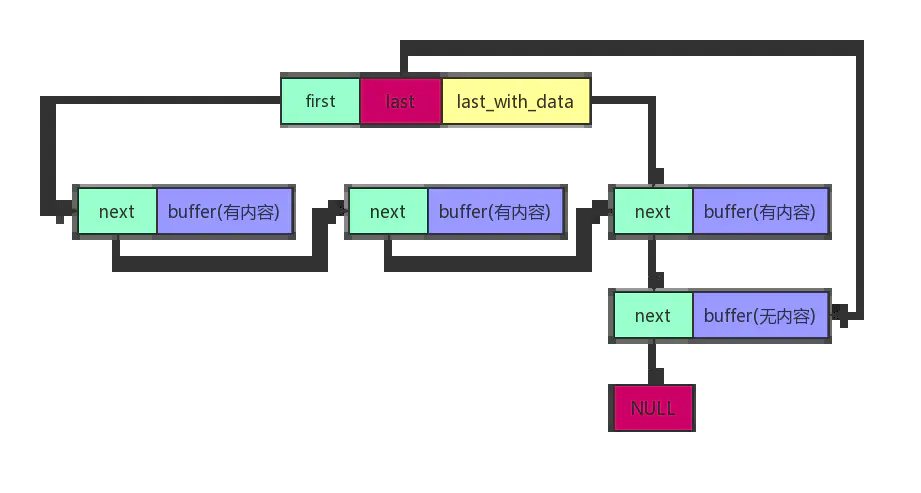 first last last_with_data
next buffer(有内容) next buffer(有内容) next buffer(有内容)
next buffer(无内容)
NULL